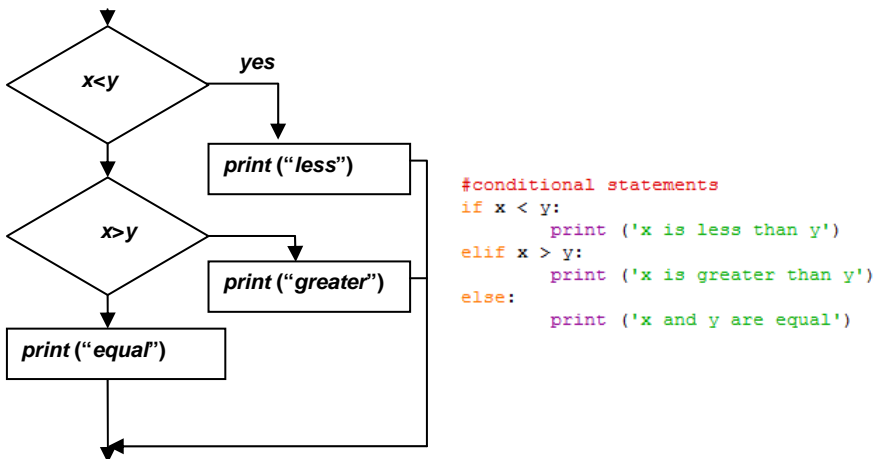 yes
x<y
print (“less”)
x>y
print (“greater”)
print (“equal”)
#conditional statements
if x < y:
        print ('x is less than y')
elif x > y:
        print ('x is greater than y')
else:
        print ('x and y are equal')